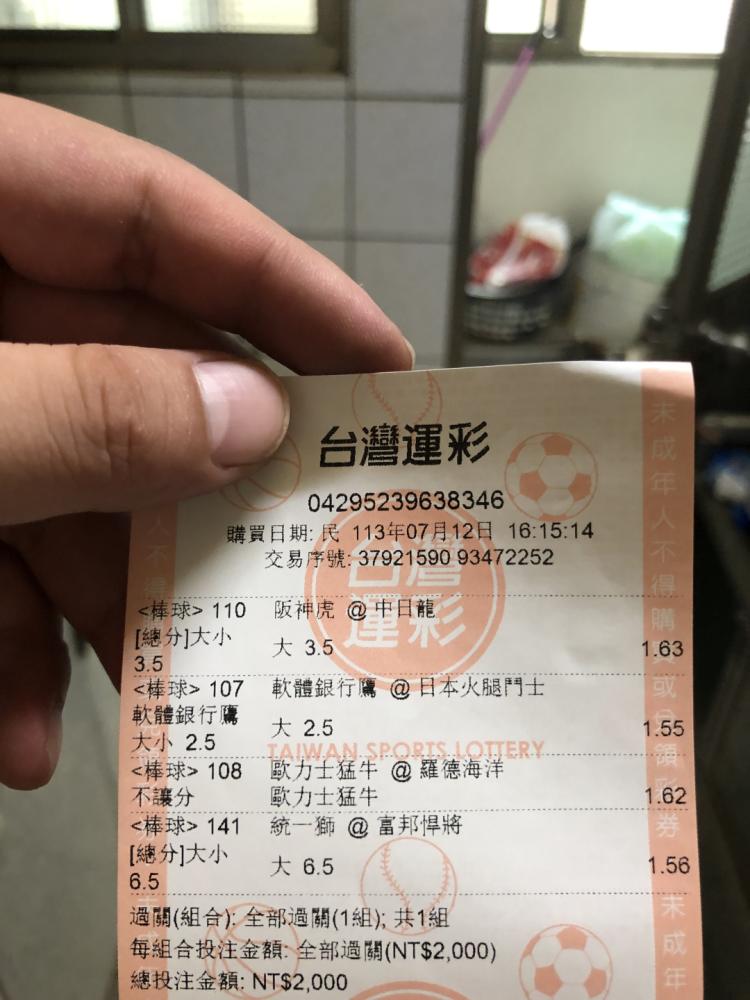 台灣運彩
04295239638346
購買日期: 民 113年07月12日 16:15:14
交易序號: 37921590 93472252
台灣
運彩
<棒球> 110 阪神虎 @ 中日龍
[總分]大小 3.5 大 3.5 1.63
<棒球> 107 軟體銀行鷹 @ 日本火腿鬥士
軟體銀行鷹 大小 2.5 大 2.5 1.55
TAIWAN SPORTS LOTTERY
<棒球> 108 歐力士猛牛 @ 羅德海洋
不讓分 歐力士猛牛 1.62
<棒球> 141 統一獅 @ 富邦悍將
[總分]大小 6.5 大 6.5 1.56
過關(組合): 全部過關(1組); 共1組
每組合投注金額: 全部過關(NT$2,000)
總投注金額: NT$2,000
未成年人不得購買或 領 券 未成年
人不得
未成